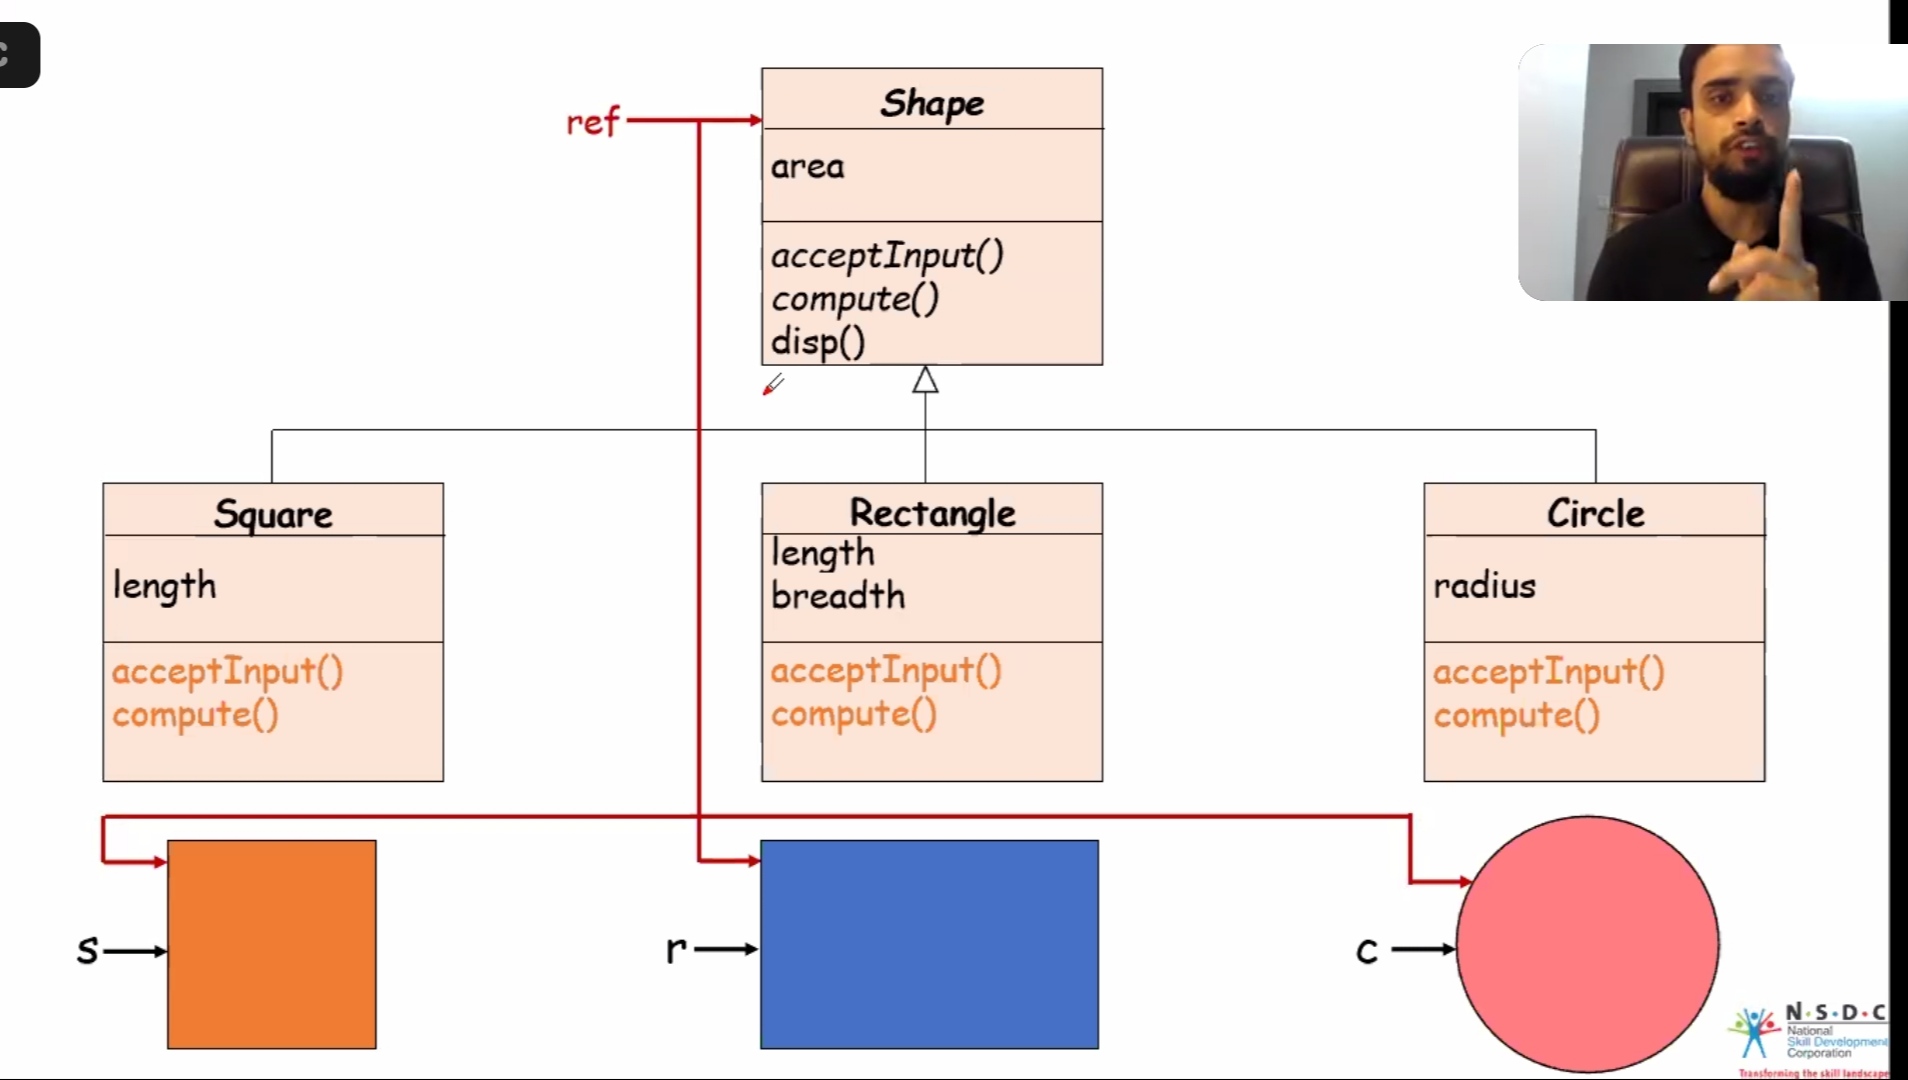 c
ref
Shape
area
acceptInput()
compute()
disp()
Square
length
acceptInput()
compute()
Rectangle
length
breadth
acceptInput()
compute()
Circle
radius
acceptInput()
compute()
s
r
c
N·S·D·C
National
Skill Development
Corporation
Transforming the skill landscape